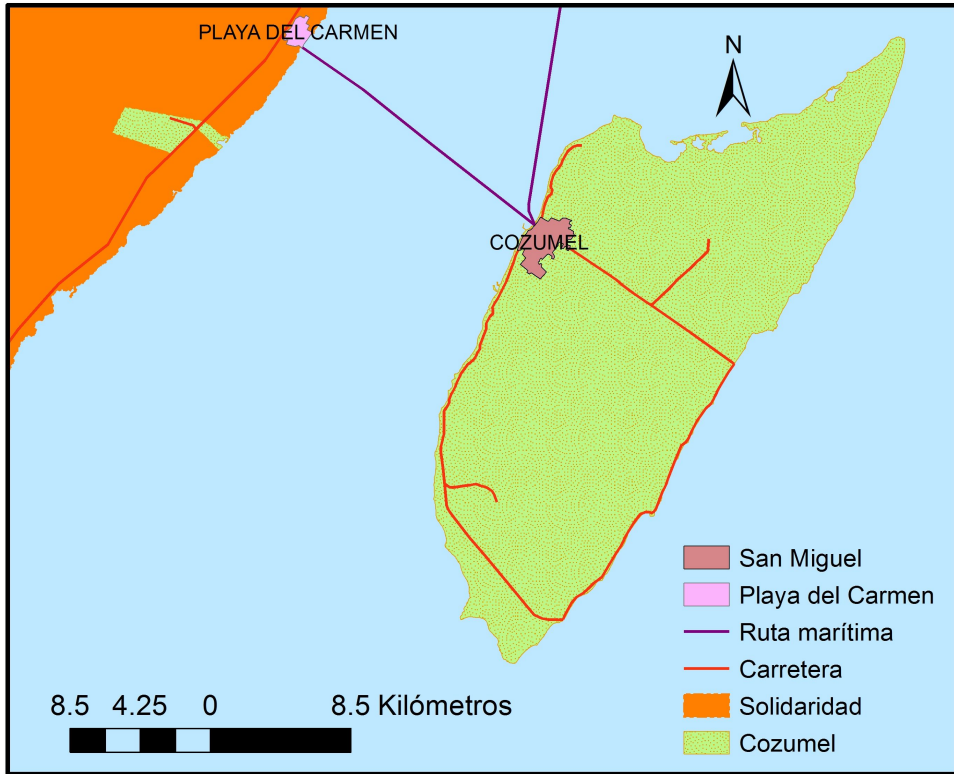 PLAYA DEL CARMEN
N
COZUMEL
San Miguel
Playa del Carmen
Ruta marítima
Carretera
Solidaridad
Cozumel
8.5 4.25 0 8.5 Kilómetros